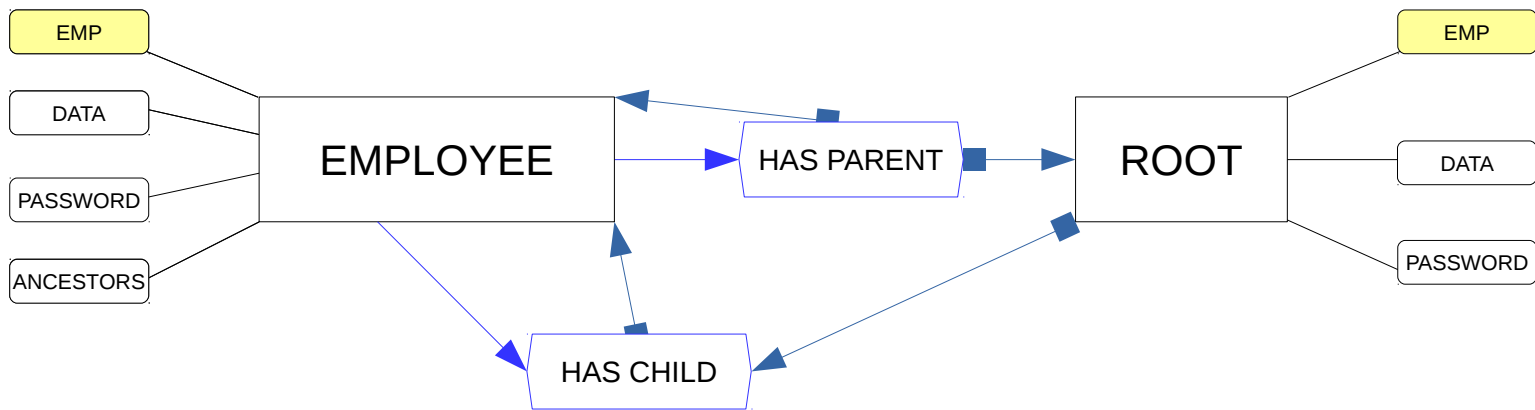 EMP
DATA
PASSWORD
ANCESTORS
EMPLOYEE
HAS PARENT
HAS CHILD
ROOT
EMP
DATA
PASSWORD